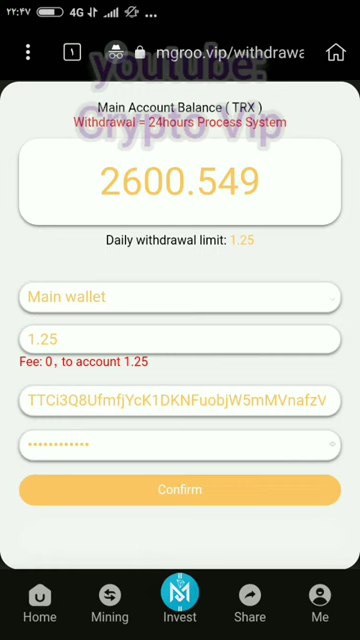 ۲۲:۴۷
4G
۱
mgroo.vip/withdrawa
youtube:
Crypto Vip
Main Account Balance ( TRX )
Withdrawal = 24hours Process System
2600.549
Daily withdrawal limit: 1.25
Main wallet
1.25
Fee: 0, to account 1.25
TTCi3Q8UfmfjYcK1DKNFuobjW5mMVnafzV
Confirm
Home
Mining
Invest
Share
Me